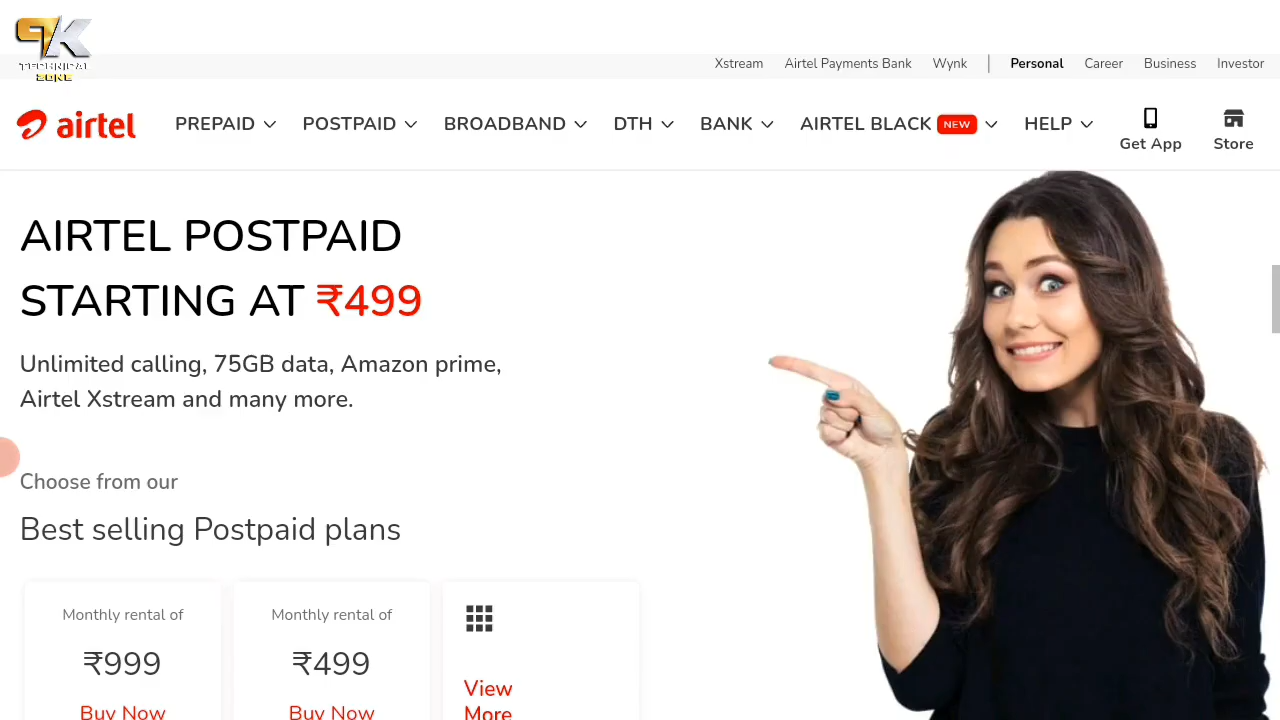 PK
TECHNICAL
ZONE
Xstream Airtel Payments Bank Wynk Personal Career Business Investor
airtel PREPAID POSTPAID BROADBAND DTH BANK AIRTEL BLACK NEW HELP Get App Store
AIRTEL POSTPAID
STARTING AT ₹499
Unlimited calling, 75GB data, Amazon prime,
Airtel Xstream and many more.
Choose from our
Best selling Postpaid plans
Monthly rental of Monthly rental of
₹999 ₹499
View
Buy Now Buy Now More